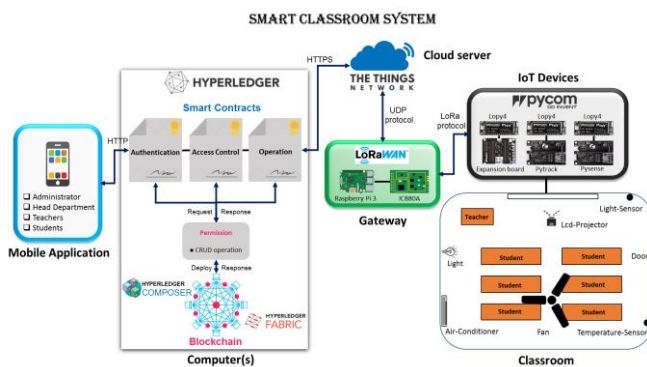 SMART CLASSROOM SYSTEM
HYPERLEDGER
Smart Contracts
Authentication
Access Control
Operation
Request
Response
Permission
CRUD operation
Deploy
Response
HYPERLEDGER
COMPOSER
HYPERLEDGER
FABRIC
Blockchain
Computer(s)
HTTP
Administrator
Head Department
Teachers
Students
Mobile Application
HTTPS
Cloud server
THE THINGS
NETWORK
UDP
protocol
LoRaWAN
Raspberry Pi 3
IC880A
Gateway
LoRa
protocol
IoT Devices
pycom
GO INVENT
Lopy4
Lopy4
Lopy4
Expansion board
Pytrack
Pysense
Light-Sensor
Teacher
Lcd-Projector
Light
Student
Student
Door
Student
Student
Student
Student
Air-Conditioner
Fan
Temperature-Sensor
Classroom